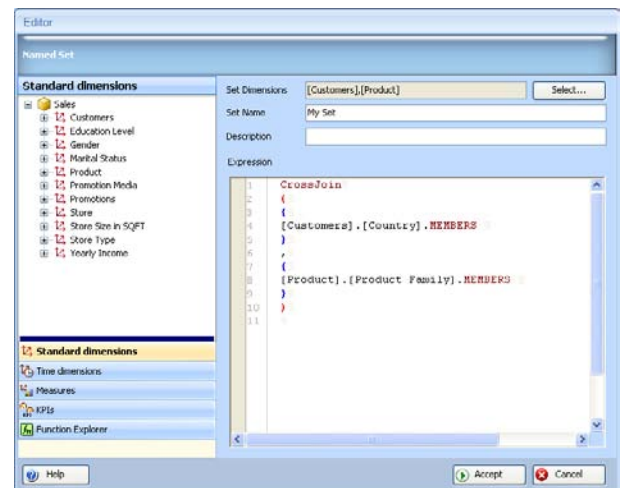 Editor
Named Set
Standard dimensions
Sales
Customers
Education Level
Gender
Marital Status
Product
Promotion Media
Promotions
Store
Store Size in SQFT
Store Type
Yearly Income
Standard dimensions
Time dimensions
Measures
KPIs
Function Explorer
Set Dimensions [Customers],[Product] Select...
Set Name My Set
Description
Expression
1 CrossJoin
2 (
3 {
4 [Customers].[Country].MEMBERS
5 }
6 ,
7 {
8 [Product].[Product Family].MEMBERS
9 }
10 )
11
Help Accept Cancel